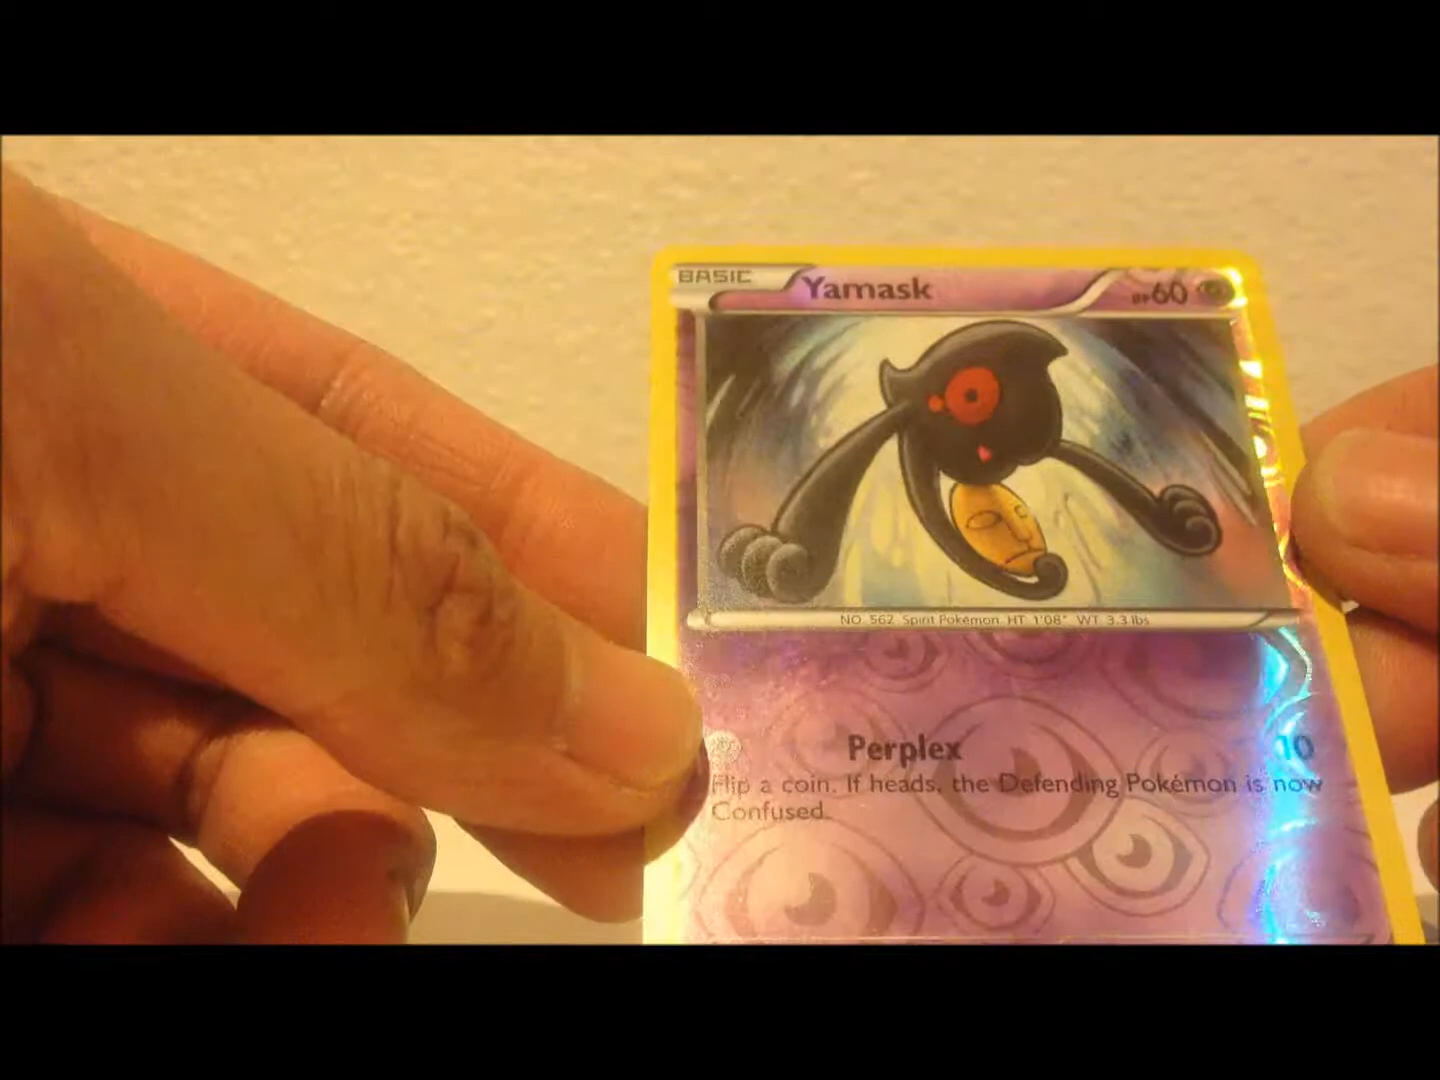 BASIC
Yamask
HP60
NO. 562 Spirit Pokémon HT: 1'08" WT: 3.3 lbs
Perplex 10
Flip a coin. If heads, the Defending Pokémon is now
Confused.